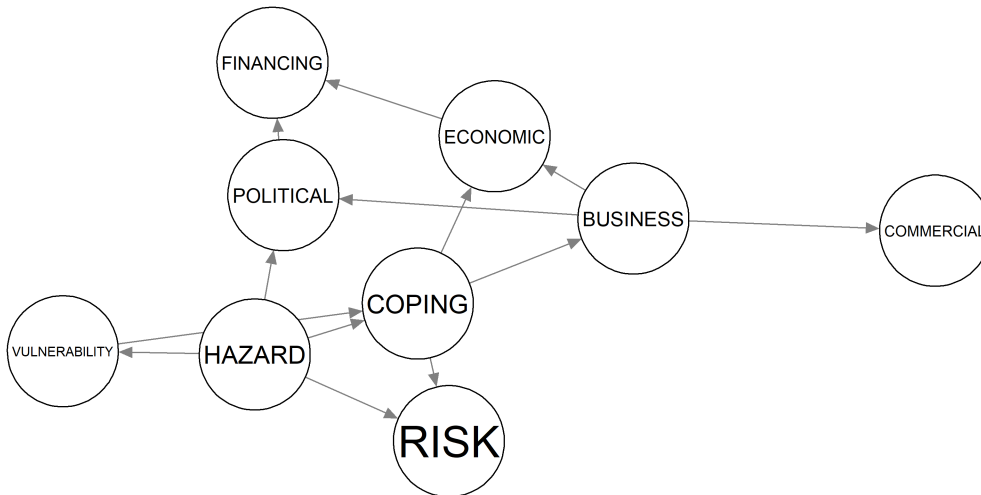 FINANCING
ECONOMIC
POLITICAL
BUSINESS
COMMERCIAL
COPING
VULNERABILITY
HAZARD
RISK